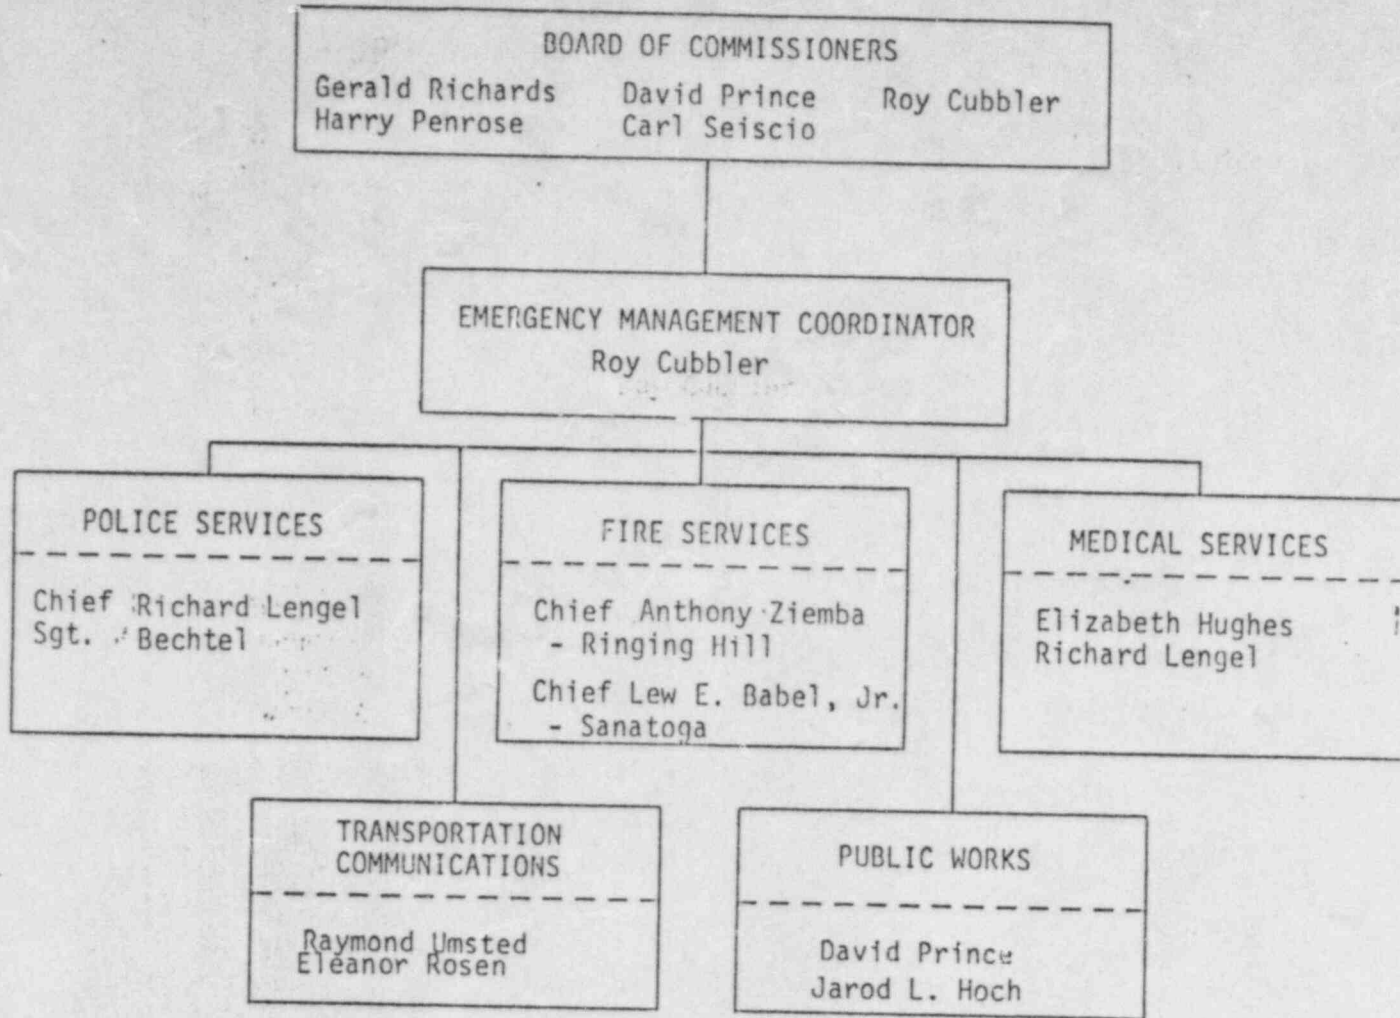 BOARD OF COMMISSIONERS
Gerald Richards David Prince Roy Cubbler
Harry Penrose Carl Seiscio
EMERGENCY MANAGEMENT COORDINATOR
Roy Cubbler
POLICE SERVICES
Chief Richard Lengel
Sgt. Bechtel
FIRE SERVICES
Chief Anthony Ziemba
- Ringing Hill
Chief Lew E. Babel, Jr.
- Sanatoga
MEDICAL SERVICES
Elizabeth Hughes
Richard Lengel
TRANSPORTATION
COMMUNICATIONS
Raymond Umsted
Eleanor Rosen
PUBLIC WORKS
David Prince
Jarod L. Hoch